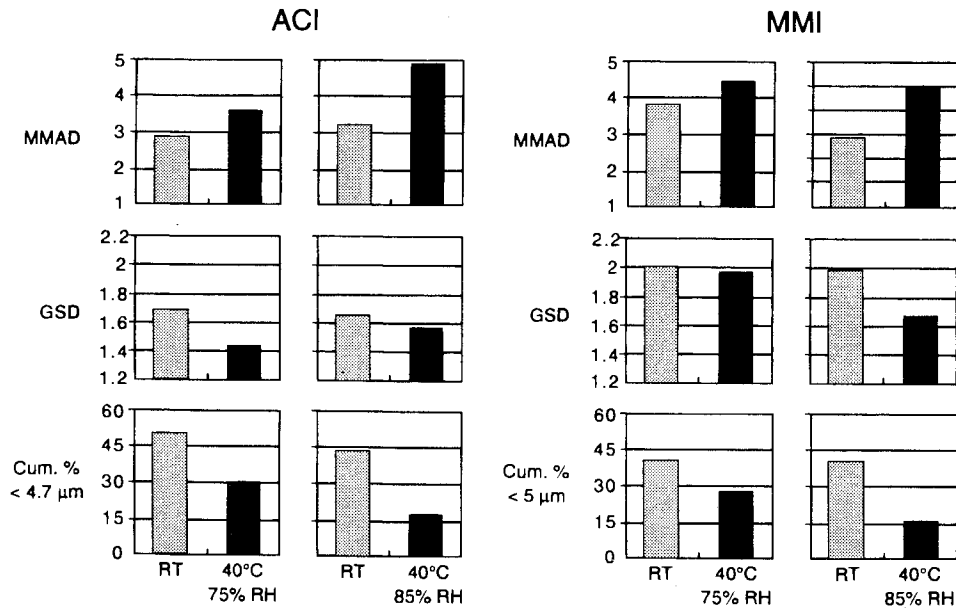 ACI
MMI
MMAD
5
4
3
2
1
MMAD
5
4
3
2
1
GSD
2.2
2
1.8
1.6
1.4
1.2
GSD
2.2
2
1.8
1.6
1.4
1.2
Cum. %
< 4.7 µm
60
45
30
15
0
Cum. %
< 5 µm
60
45
30
15
0
RT 40°C
75% RH
RT 40°C
85% RH
RT 40°C
75% RH
RT 40°C
85% RH